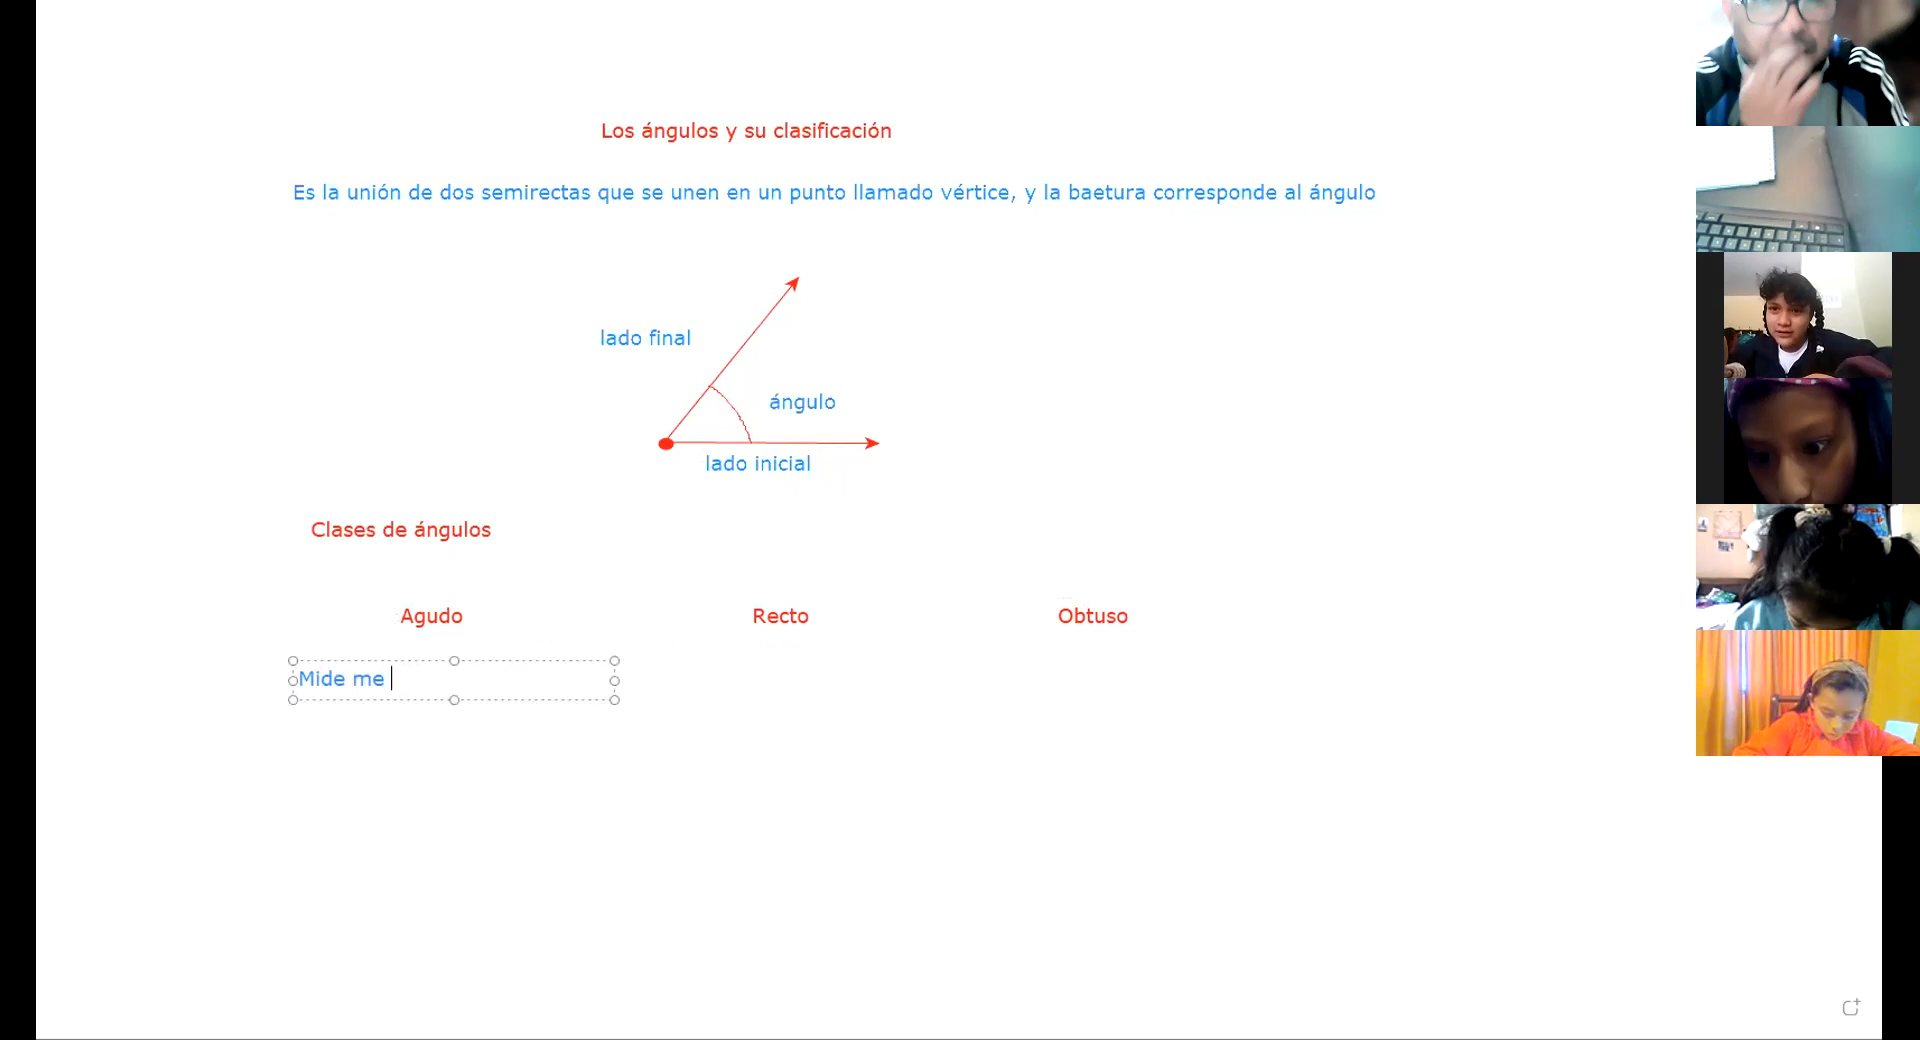 Los ángulos y su clasificación
Es la unión de dos semirectas que se unen en un punto llamado vértice, y la baetura corresponde al ángulo
lado final
ángulo
lado inicial
Clases de ángulos
Agudo Recto Obtuso
Mide me